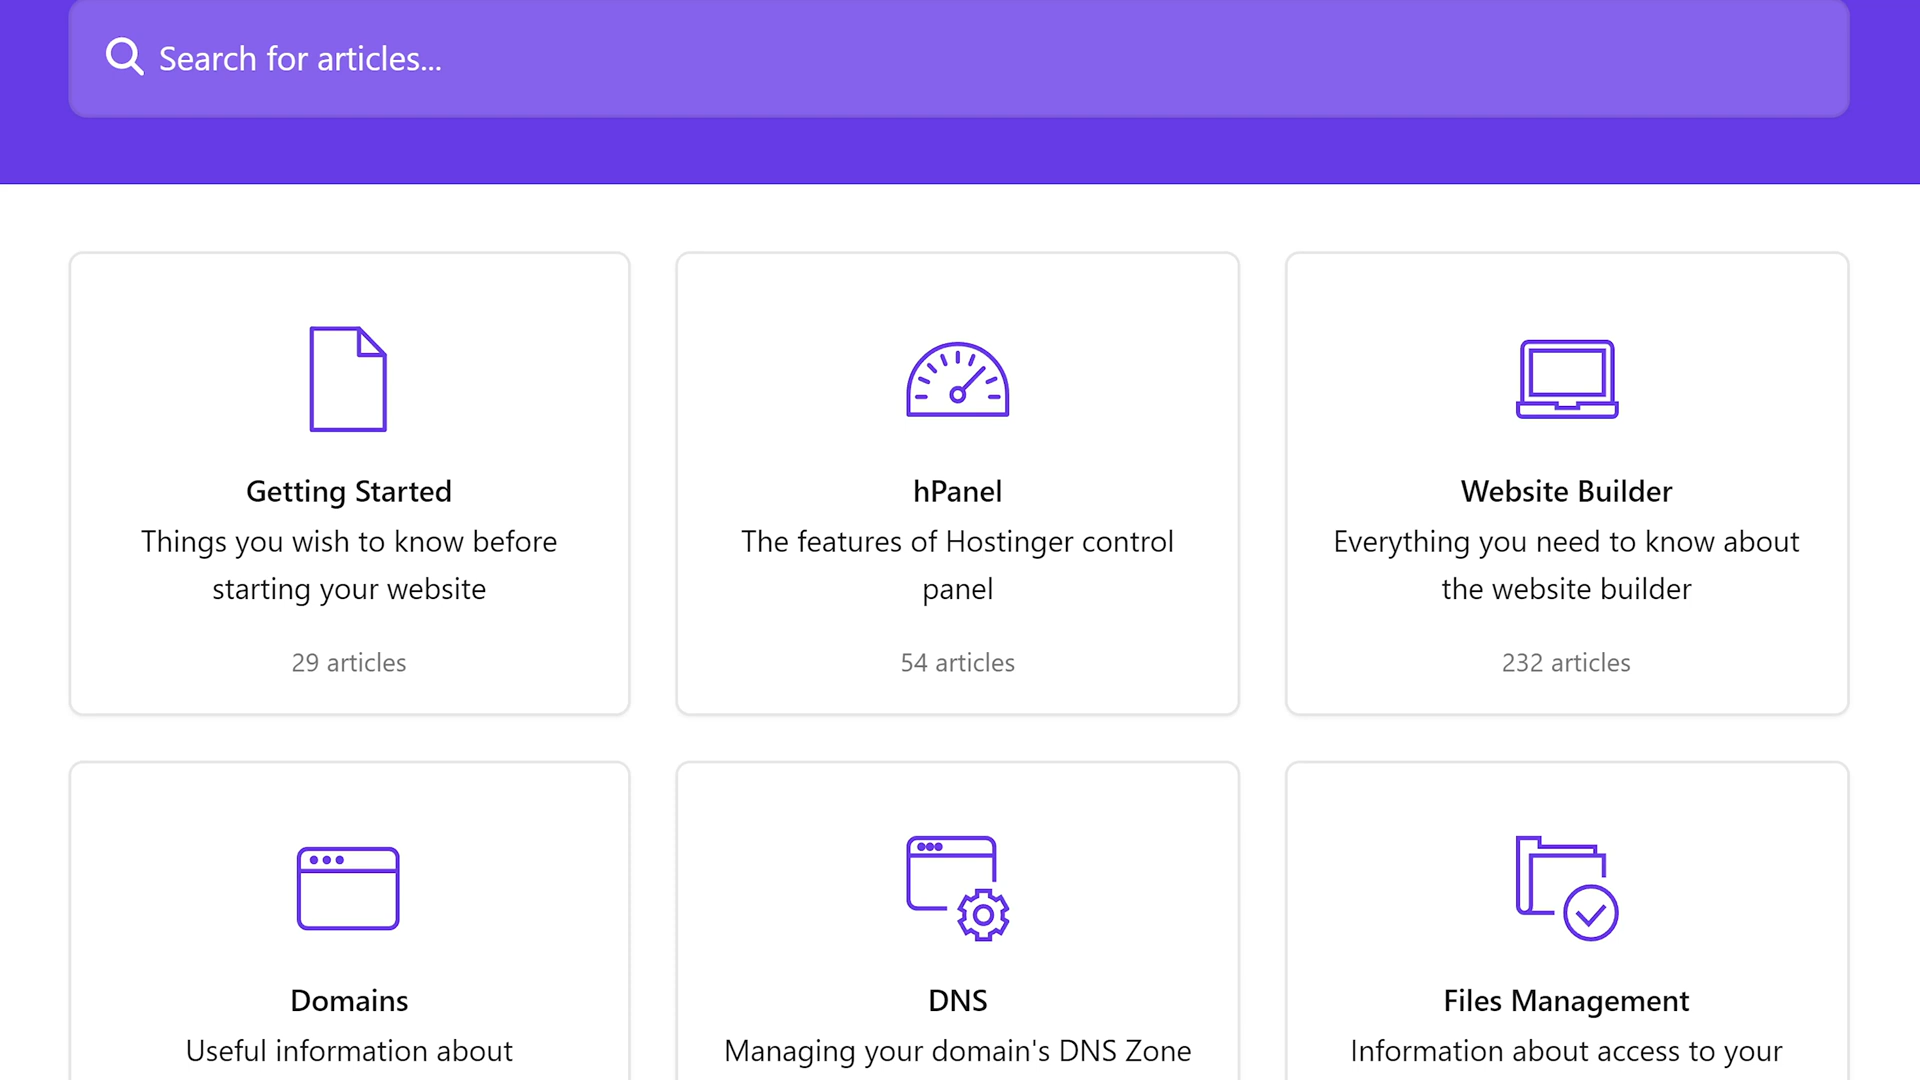 Search for articles...
Getting Started
Things you wish to know before
starting your website
29 articles
hPanel
The features of Hostinger control
panel
54 articles
Website Builder
Everything you need to know about
the website builder
232 articles
Domains
Useful information about
DNS
Managing your domain's DNS Zone
Files Management
Information about access to your